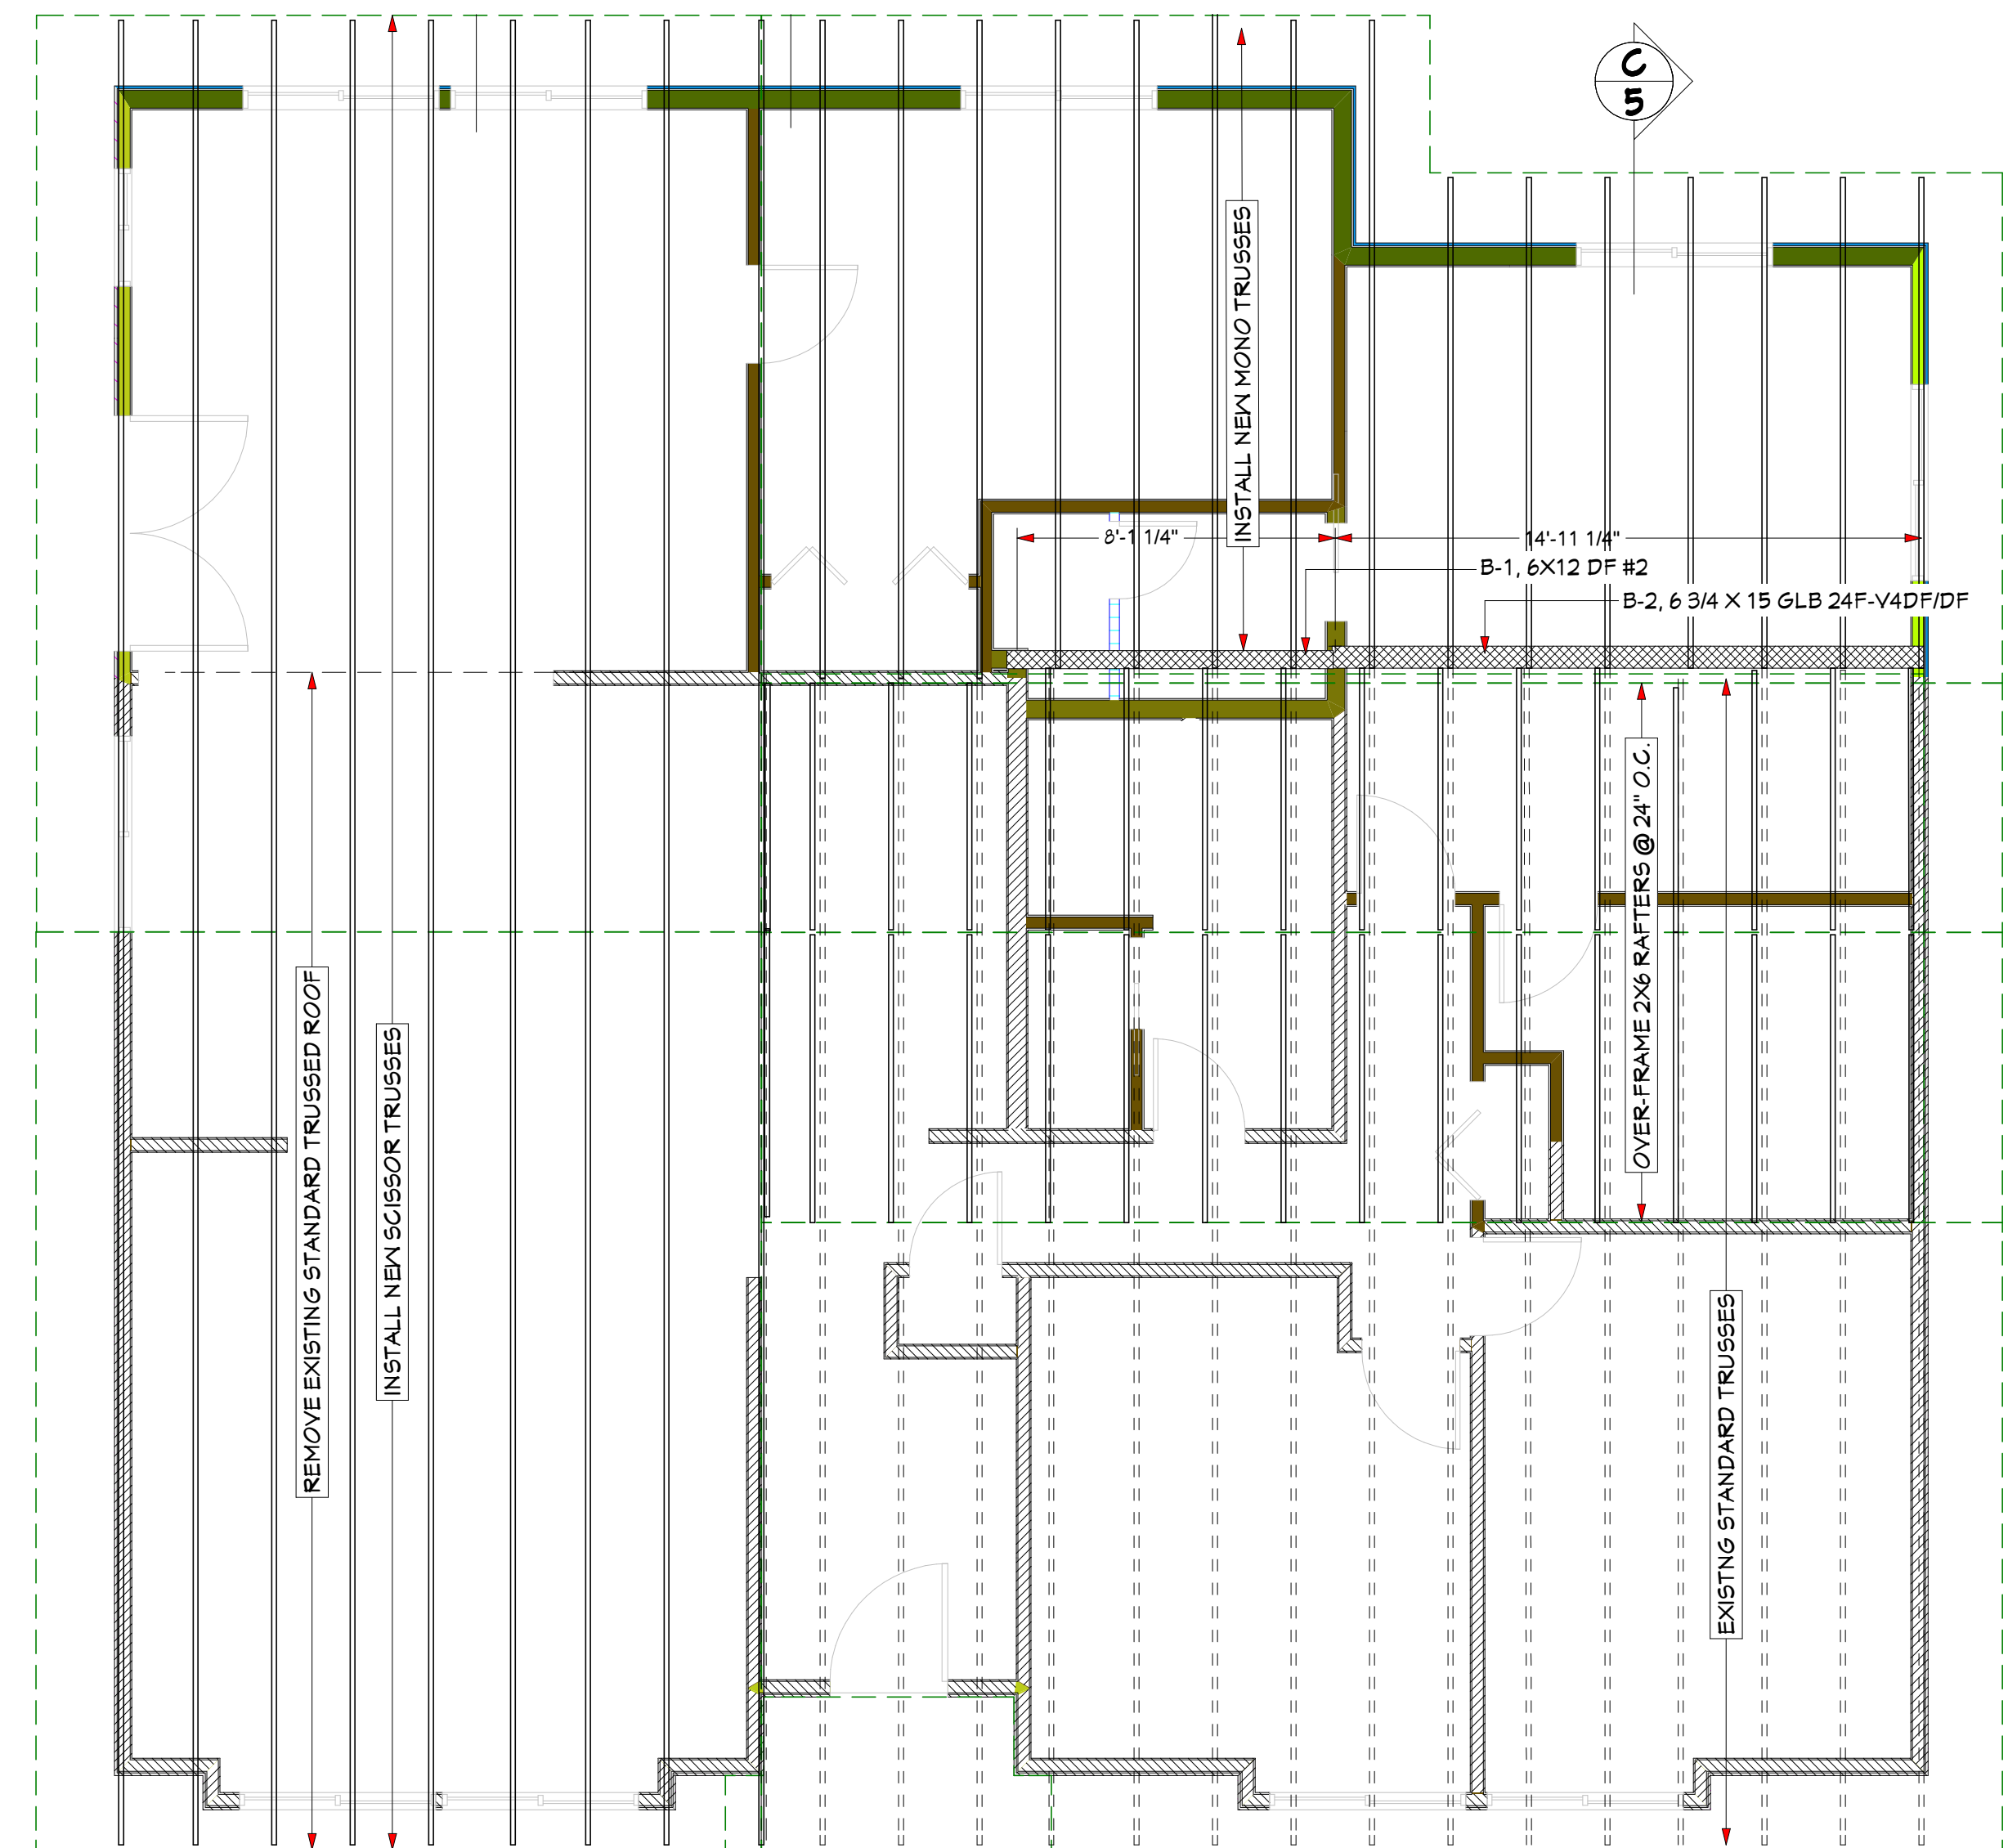 C
5
INSTALL NEW MONO TRUSSES
8'-1 1/4"
14'-11 1/4"
B-1, 6X12 DF #2
B-2, 6 3/4 X 15 GLB 24F-V4DF/DF
OVER-FRAME 2X6 RAFTERS @ 24" O.C.
REMOVE EXISTING STANDARD TRUSSED ROOF
INSTALL NEW SCISSOR TRUSSES
EXISITNG STANDARD TRUSSES